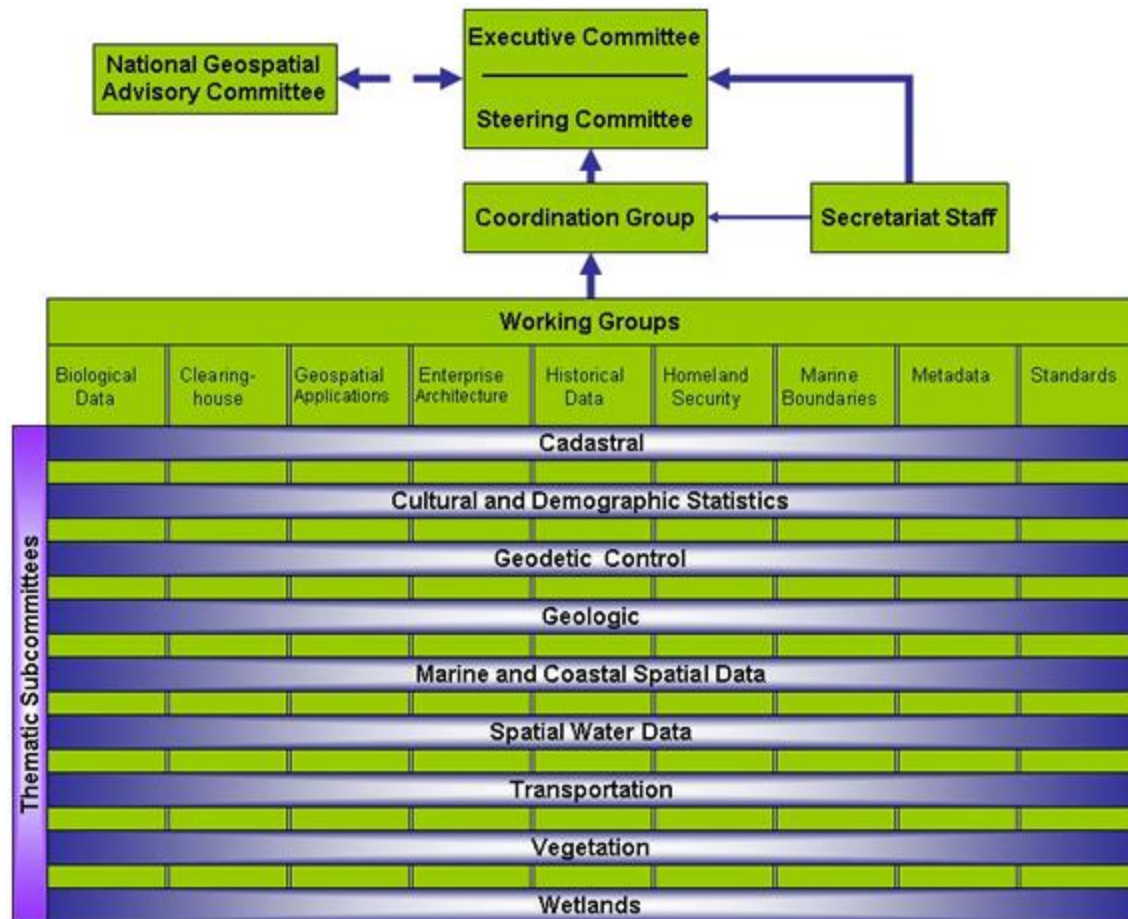 Executive Committee
National Geospatial
Advisory Committee
Steering Committee
Coordination Group
Secretariat Staff
Working Groups
Biological
Data
Clearing-
house
Geospatial
Applications
Enterprise
Architecture
Historical
Data
Homeland
Security
Marine
Boundaries
Metadata
Standards
Thematic Subcommittees
Cadastral
Cultural and Demographic Statistics
Geodetic Control
Geologic
Marine and Coastal Spatial Data
Spatial Water Data
Transportation
Vegetation
Wetlands